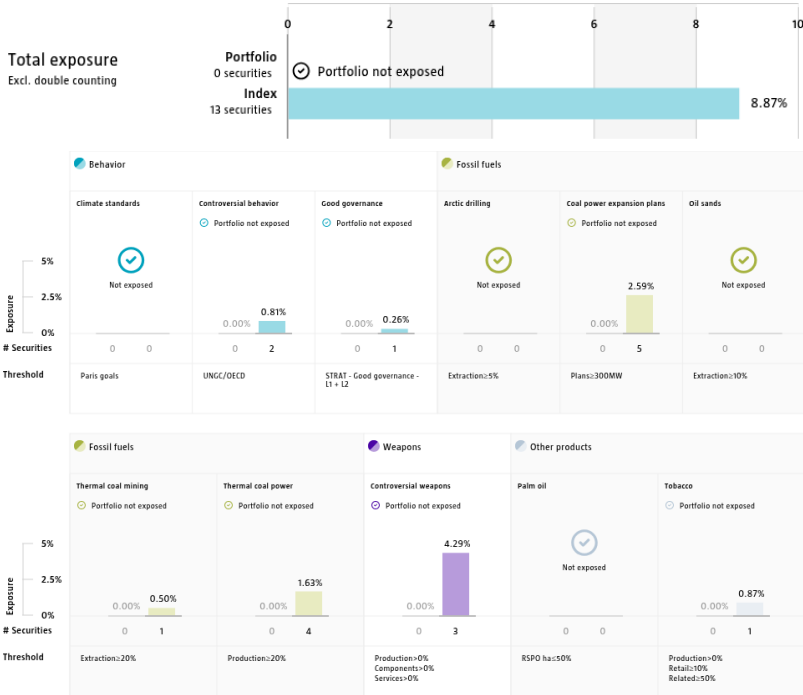 0 2 4 6 8 10
Total exposure
Excl. double counting
Portfolio
0 securities
Portfolio not exposed
Index
13 securities
8.87%
Behavior
Fossil fuels
Climate standards
Controversial behavior
Good governance
Arctic drilling
Coal power expansion plans
Oil sands
Portfolio not exposed
Portfolio not exposed
Portfolio not exposed
Exposure
5%
2.5%
0%
Not exposed
0.00% 0.81%
0.00% 0.26%
Not exposed
0.00% 2.59%
Not exposed
# Securities 0 0 0 2 0 1 0 0 0 5 0 0
Threshold
Paris goals
UNGC/OECD
STRAT - Good governance -
L1 + L2
Extraction≥5%
Plans≥300MW
Extraction≥10%
Fossil fuels
Weapons
Other products
Thermal coal mining
Thermal coal power
Controversial weapons
Palm oil
Tobacco
Portfolio not exposed
Portfolio not exposed
Portfolio not exposed
Portfolio not exposed
Exposure
5%
2.5%
0%
0.00% 0.50%
0.00% 1.63%
0.00% 4.29%
Not exposed
0.00% 0.87%
# Securities 0 1 0 4 0 3 0 0 0 1
Threshold
Extraction≥20%
Production≥20%
Production>0%
Components>0%
Services>0%
RSPO ha≤50%
Production>0%
Retail≥10%
Related≥50%